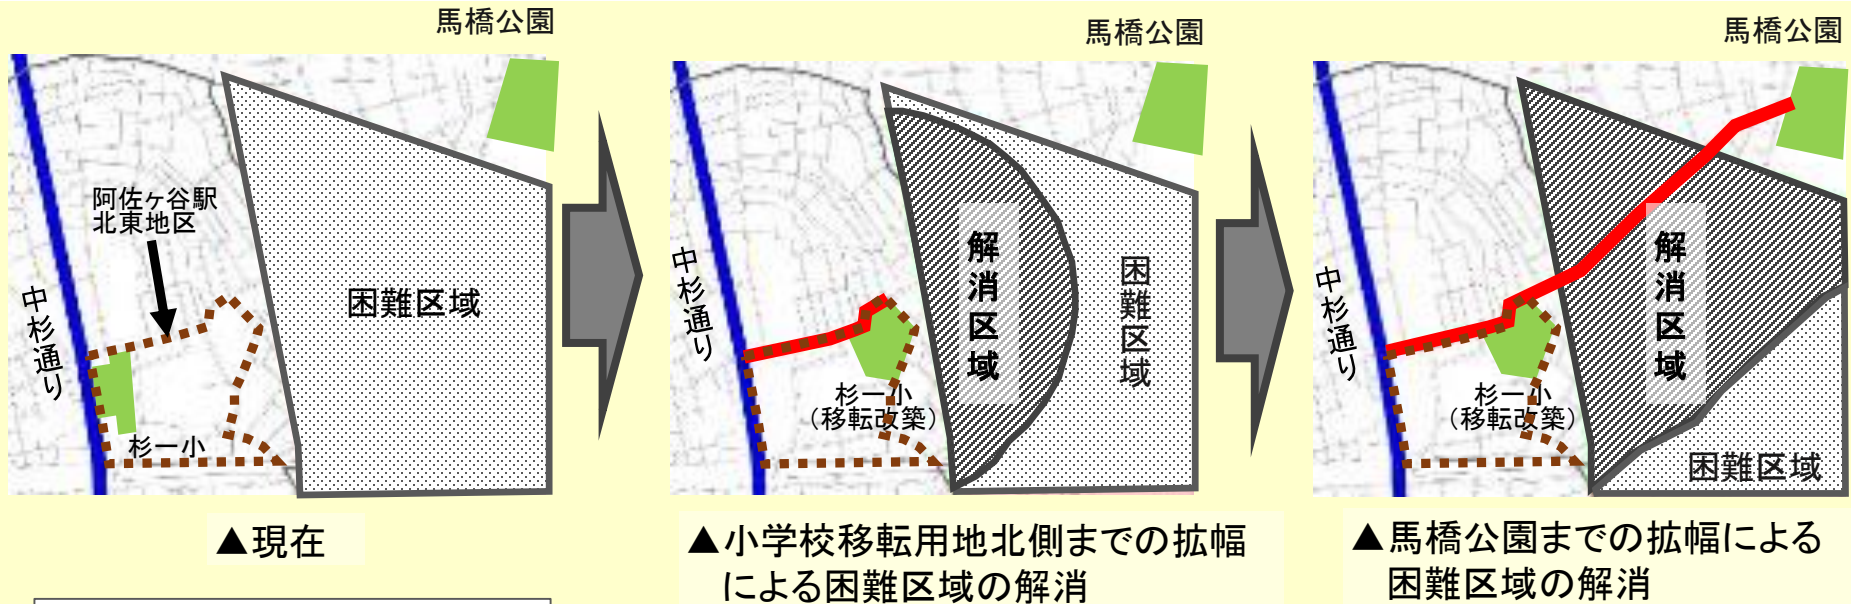 馬橋公園
阿佐ヶ谷駅
北東地区
困難区域
中杉通り
杉一小
▲現在
馬橋公園
解消区域
困難区域
中杉通り
杉一小
（移転改築）
▲小学校移転用地北側までの拡幅
による困難区域の解消
馬橋公園
解消区域
中杉通り
杉一小
（移転改築）
困難区域
▲馬橋公園までの拡幅による
困難区域の解消